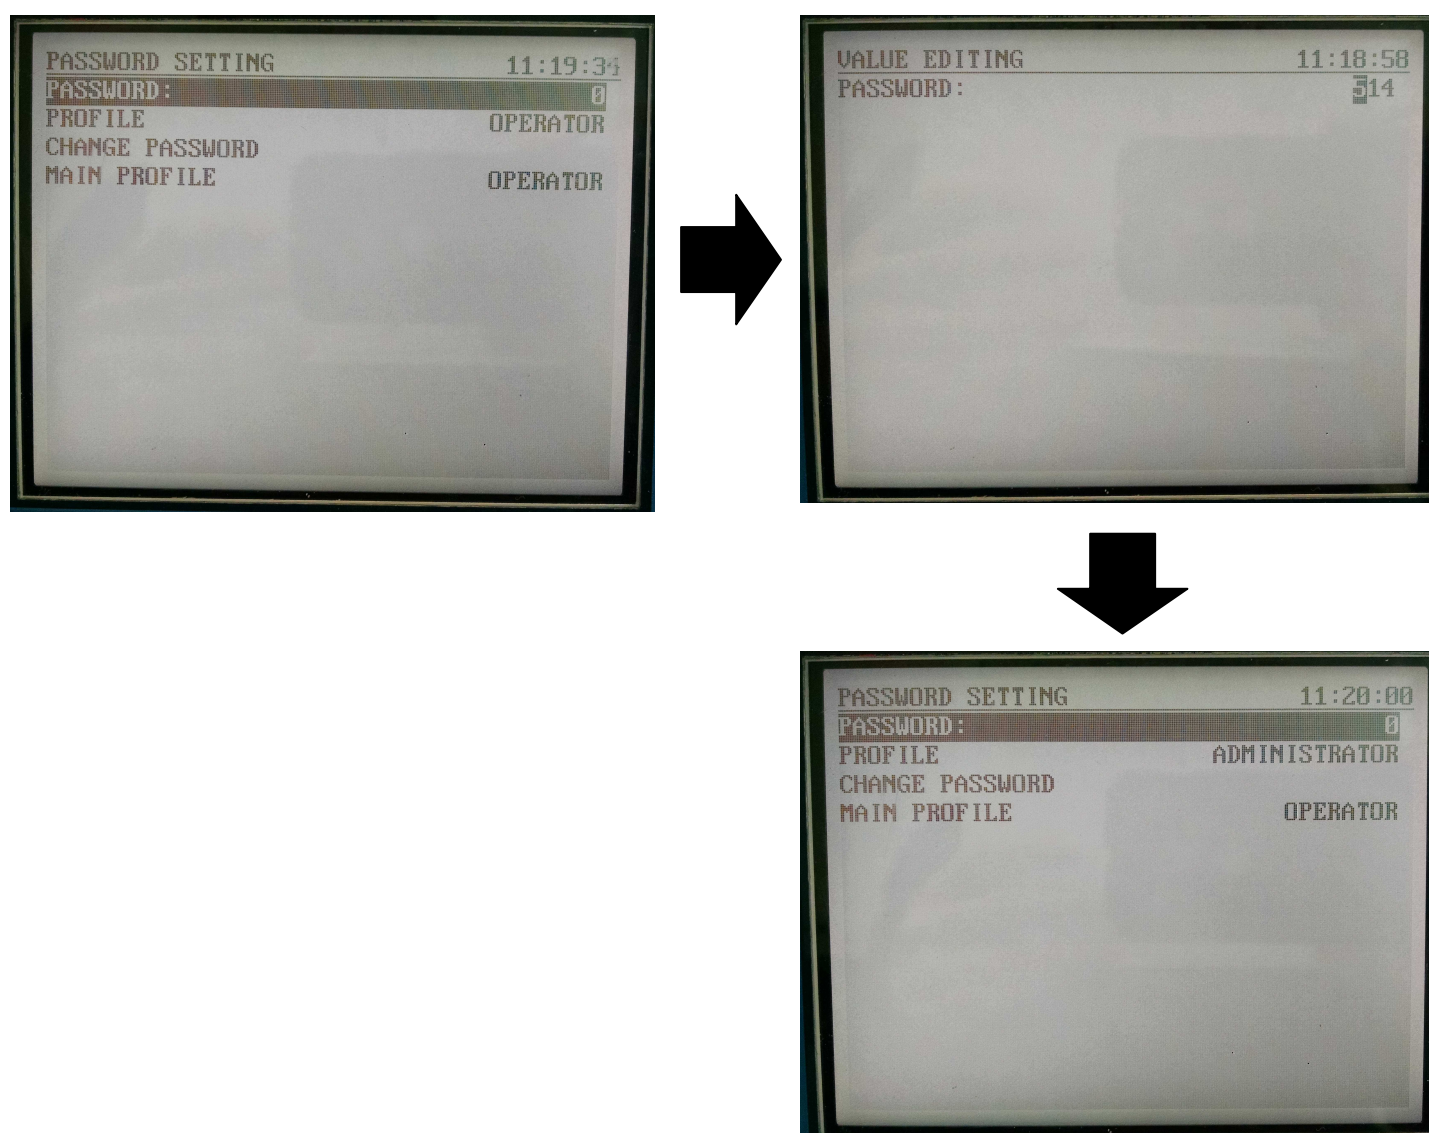 PASSWORD SETTING 11:19:34
PASSWORD: 0
PROFILE OPERATOR
CHANGE PASSWORD
MAIN PROFILE OPERATOR
VALUE EDITING 11:18:58
PASSWORD: 514
PASSWORD SETTING 11:20:00
PASSWORD: 0
PROFILE ADMINISTRATOR
CHANGE PASSWORD
MAIN PROFILE OPERATOR